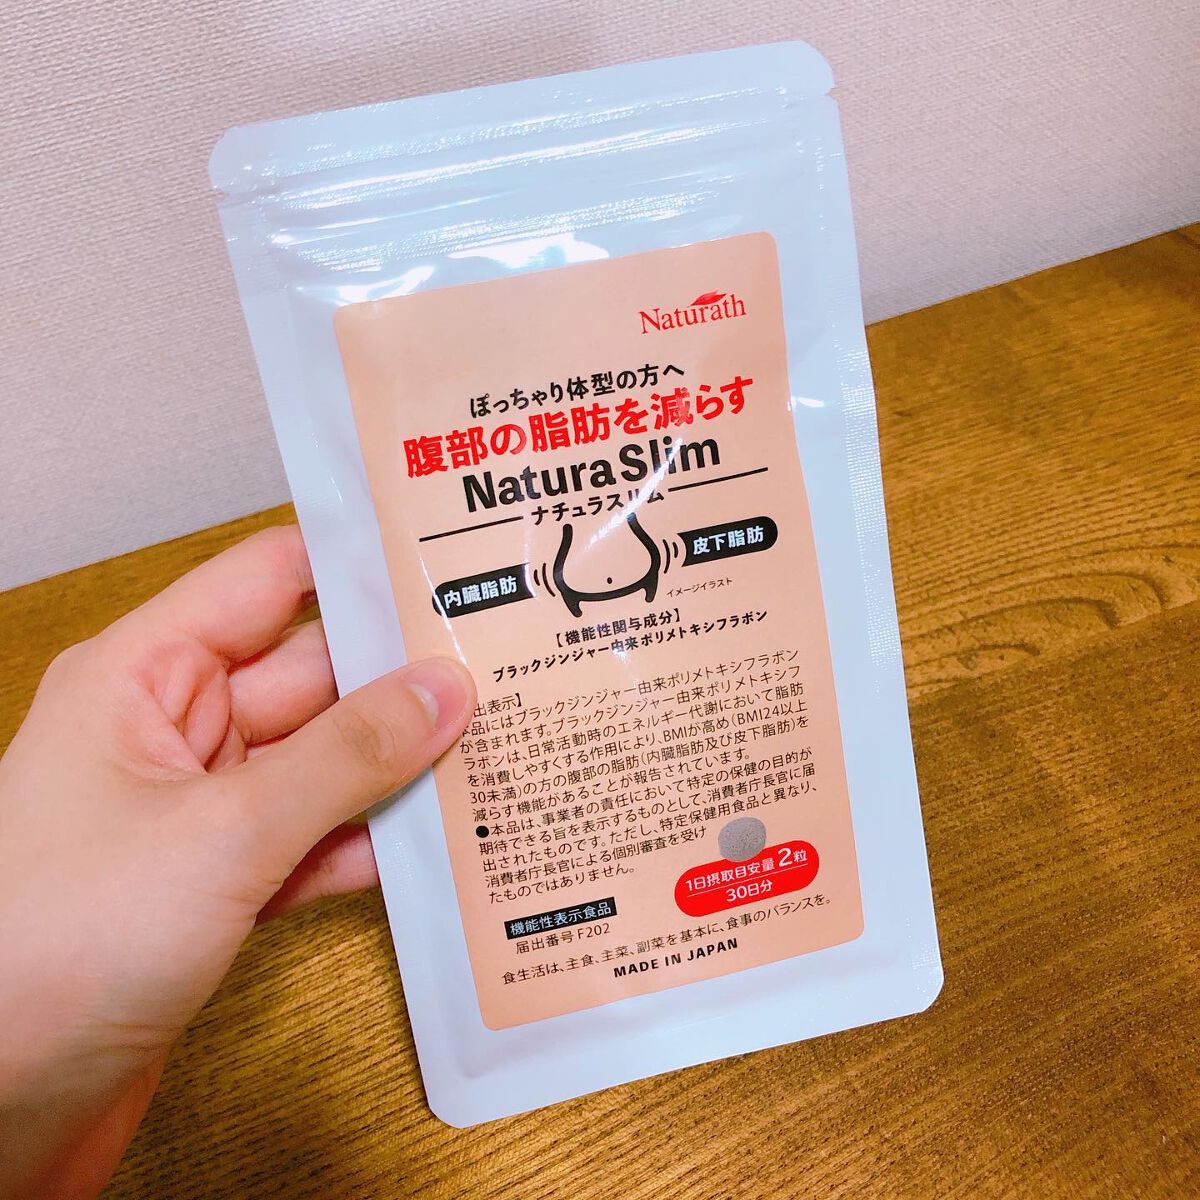 Naturath
ぽっちゃり体型の方へ
腹部の脂肪を減らす
Natura Slim
ナチュラスリム
内臓脂肪
皮下脂肪
イメージイラスト
【機能性関与成分】
ブラックジンジャー由来ポリメトキシフラボン
出表示】
本品にはブラックジンジャー由来ポリメトキシフラボン
が含まれます。ブラックジンジャー由来ポリメトキシフ
ラボンは、日常活動時のエネルギー代謝において脂肪
を消費しやすくする作用により、BMIが高め(BMI24以上
30未満)の方の腹部の脂肪(内臓脂肪及び皮下脂肪)を
減らす機能があることが報告されています。
●本品は、事業者の責任において特定の保健の目的が
期待できる旨を表示するものとして、消費者庁長官に届
出されたものです。ただし、特定保健用食品と異なり、
消費者庁長官による個別審査を受け
たものではありません。
1日摂取目安量 2粒
30日分
機能性表示食品
届出番号 F202
食生活は、主食、主菜、副菜を基本に、食事のバランスを。
MADE IN JAPAN